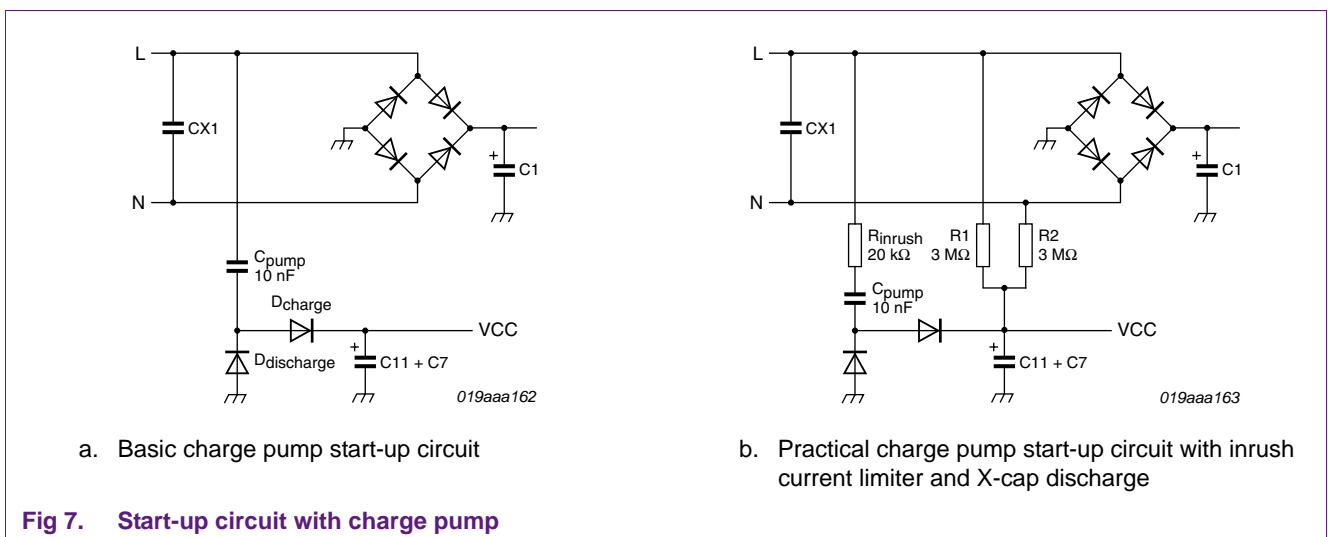 L
CX1
N
C1
Cpump
10 nF
Dcharge
VCC
Ddischarge
C11 + C7
019aaa162
a. Basic charge pump start-up circuit
L
CX1
N
C1
Rinrush
20 kΩ
R1
3 MΩ
R2
3 MΩ
Cpump
10 nF
VCC
C11 + C7
019aaa163
b. Practical charge pump start-up circuit with inrush
current limiter and X-cap discharge
Fig 7. Start-up circuit with charge pump